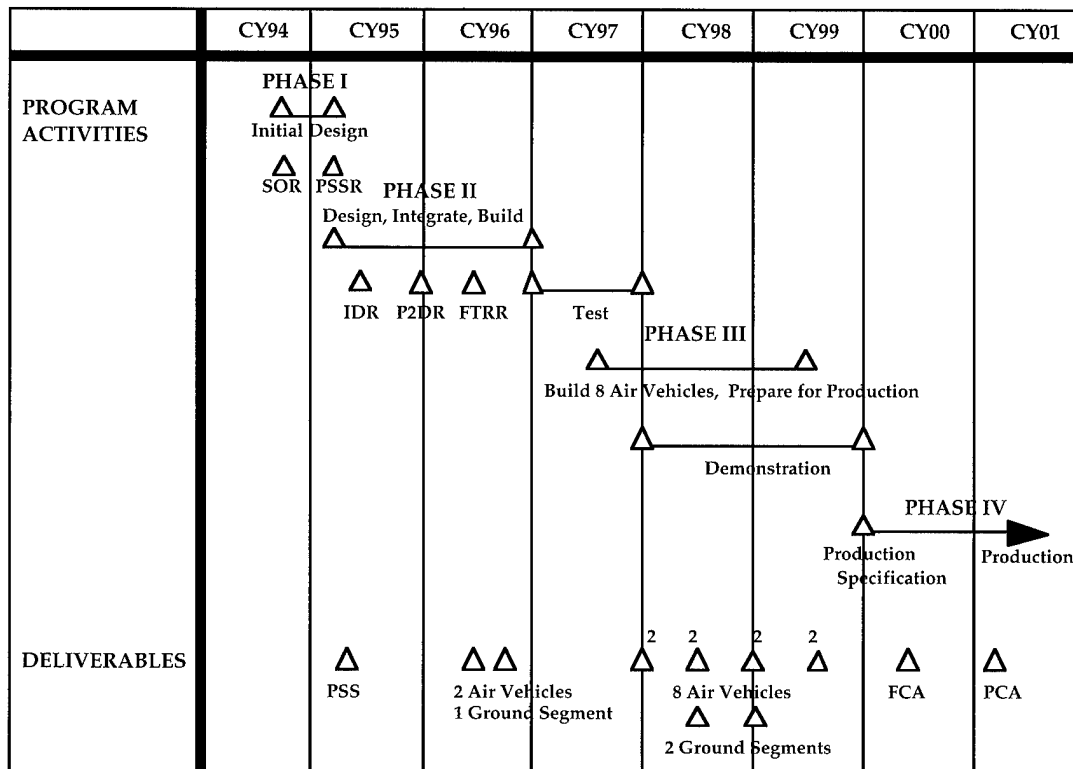 CY94 CY95 CY96 CY97 CY98 CY99 CY00 CY01
PHASE I
PROGRAM
ACTIVITIES
Initial Design
SOR PSSR
PHASE II
Design, Integrate, Build
IDR P2DR FTRR Test
PHASE III
Build 8 Air Vehicles, Prepare for Production
Demonstration
PHASE IV
Production
Specification
Production
2 2 2 2
DELIVERABLES
PSS
2 Air Vehicles
1 Ground Segment
8 Air Vehicles
FCA
PCA
2 Ground Segments